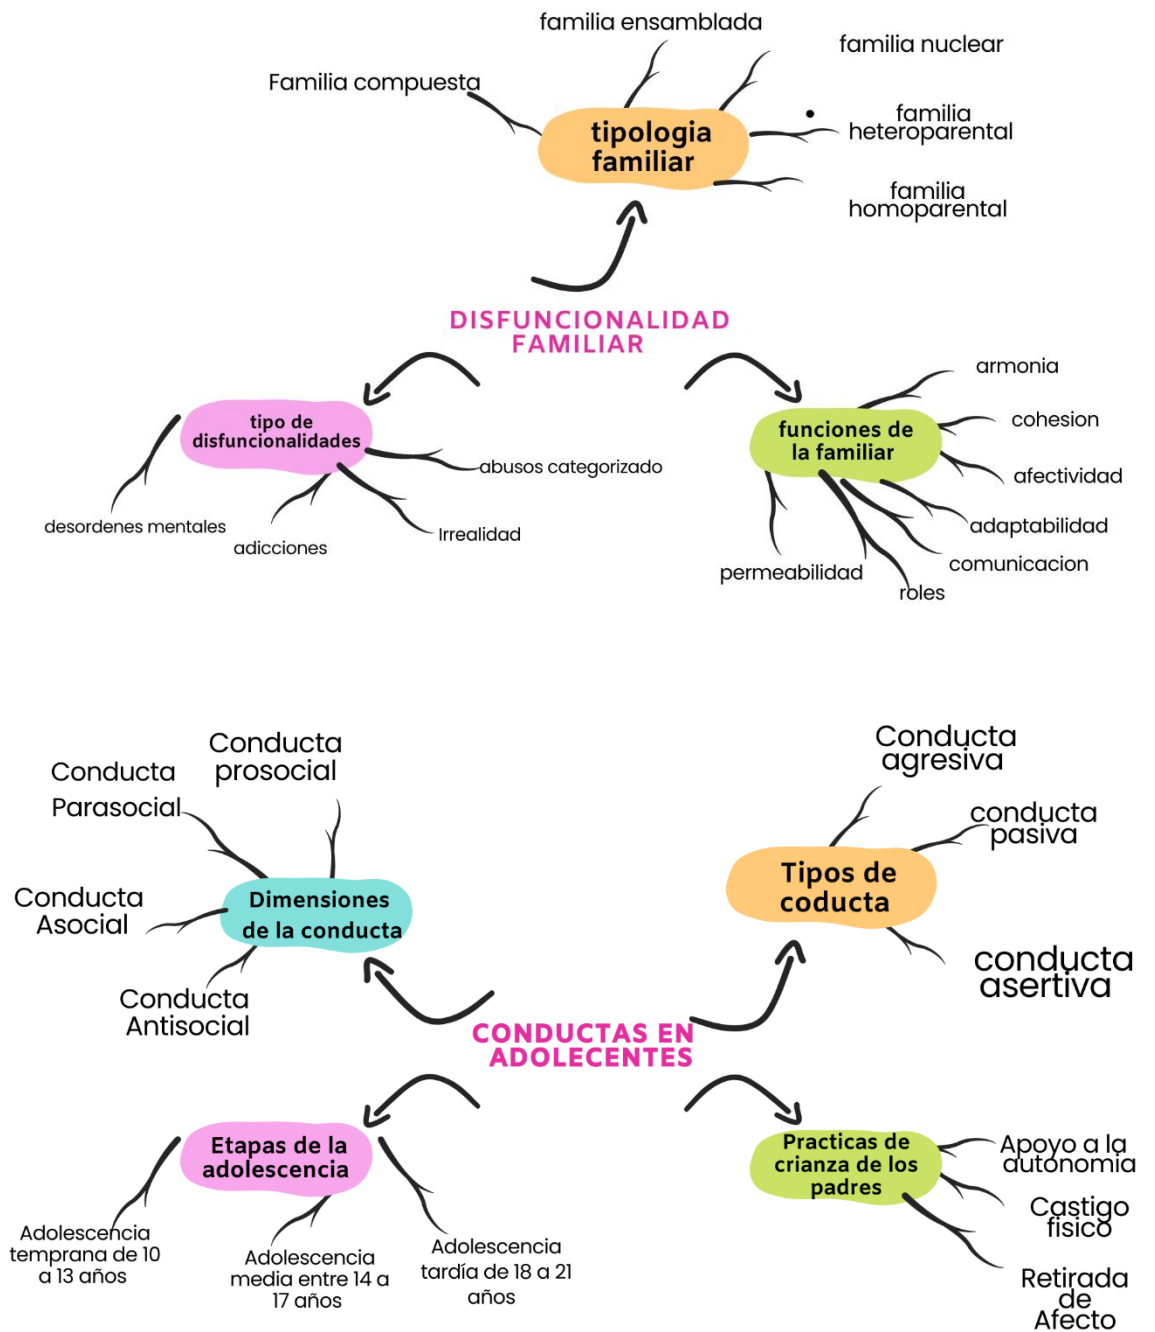 familia ensamblada
familia nuclear
Familia compuesta
familia
heteroparental
tipologia
familiar
familia
homoparental
DISFUNCIONALIDAD
FAMILIAR
tipo de
disfuncionalidades
abusos categorizado
desordenes mentales
adicciones
Irrealidad
funciones de
la familiar
armonia
cohesion
afectividad
adaptabilidad
comunicacion
permeabilidad
roles
Conducta
prosocial
Conducta
Parasocial
Conducta
Asocial
Dimensiones
de la conducta
Conducta
Antisocial
Conducta
agresiva
conducta
pasiva
Tipos de
coducta
conducta
asertiva
CONDUCTAS EN
ADOLECENTES
Etapas de la
adolescencia
Adolescencia
temprana de 10
a 13 años
Adolescencia
media entre 14 a
17 años
Adolescencia
tardía de 18 a 21
años
Practicas de
crianza de los
padres
Apoyo a la
autonomia
Castigo
fisico
Retirada
de
Afecto